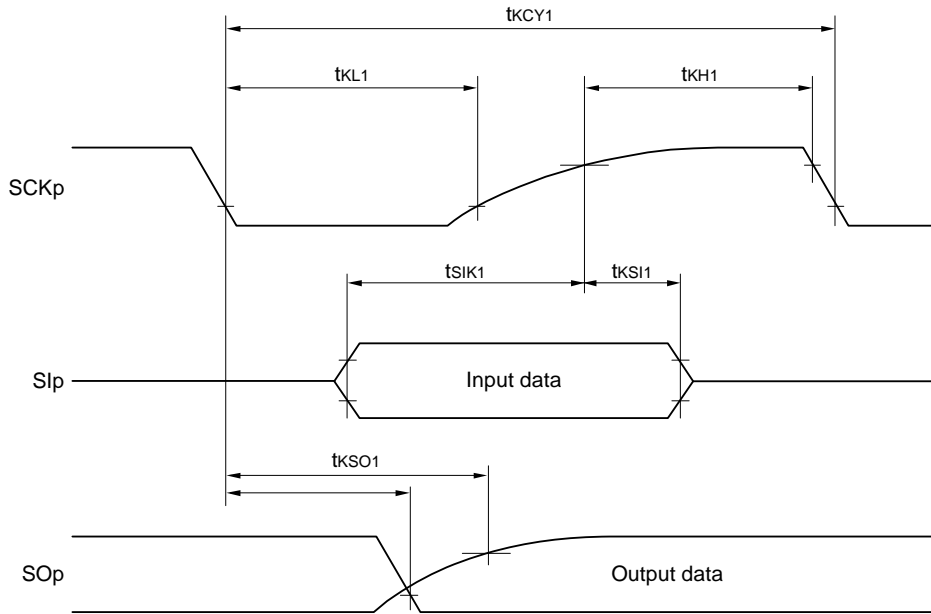 tKCY1
tKL1
tKH1
SCKp
tSIK1
tKSI1
SIp
Input data
tKSO1
SOp
Output data